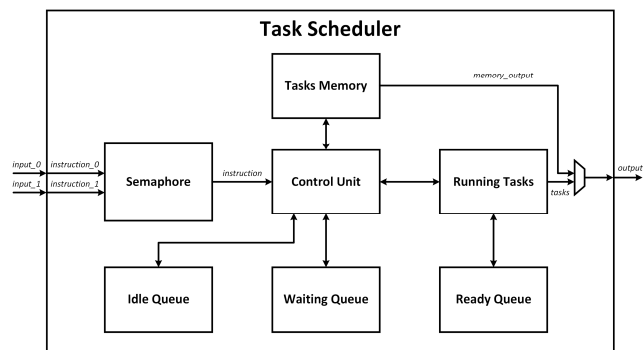 Task Scheduler
Tasks Memory
memory_output
input_0
instruction_0
input_1
instruction_1
Semaphore
instruction
Control Unit
Running Tasks
tasks
output
Idle Queue
Waiting Queue
Ready Queue